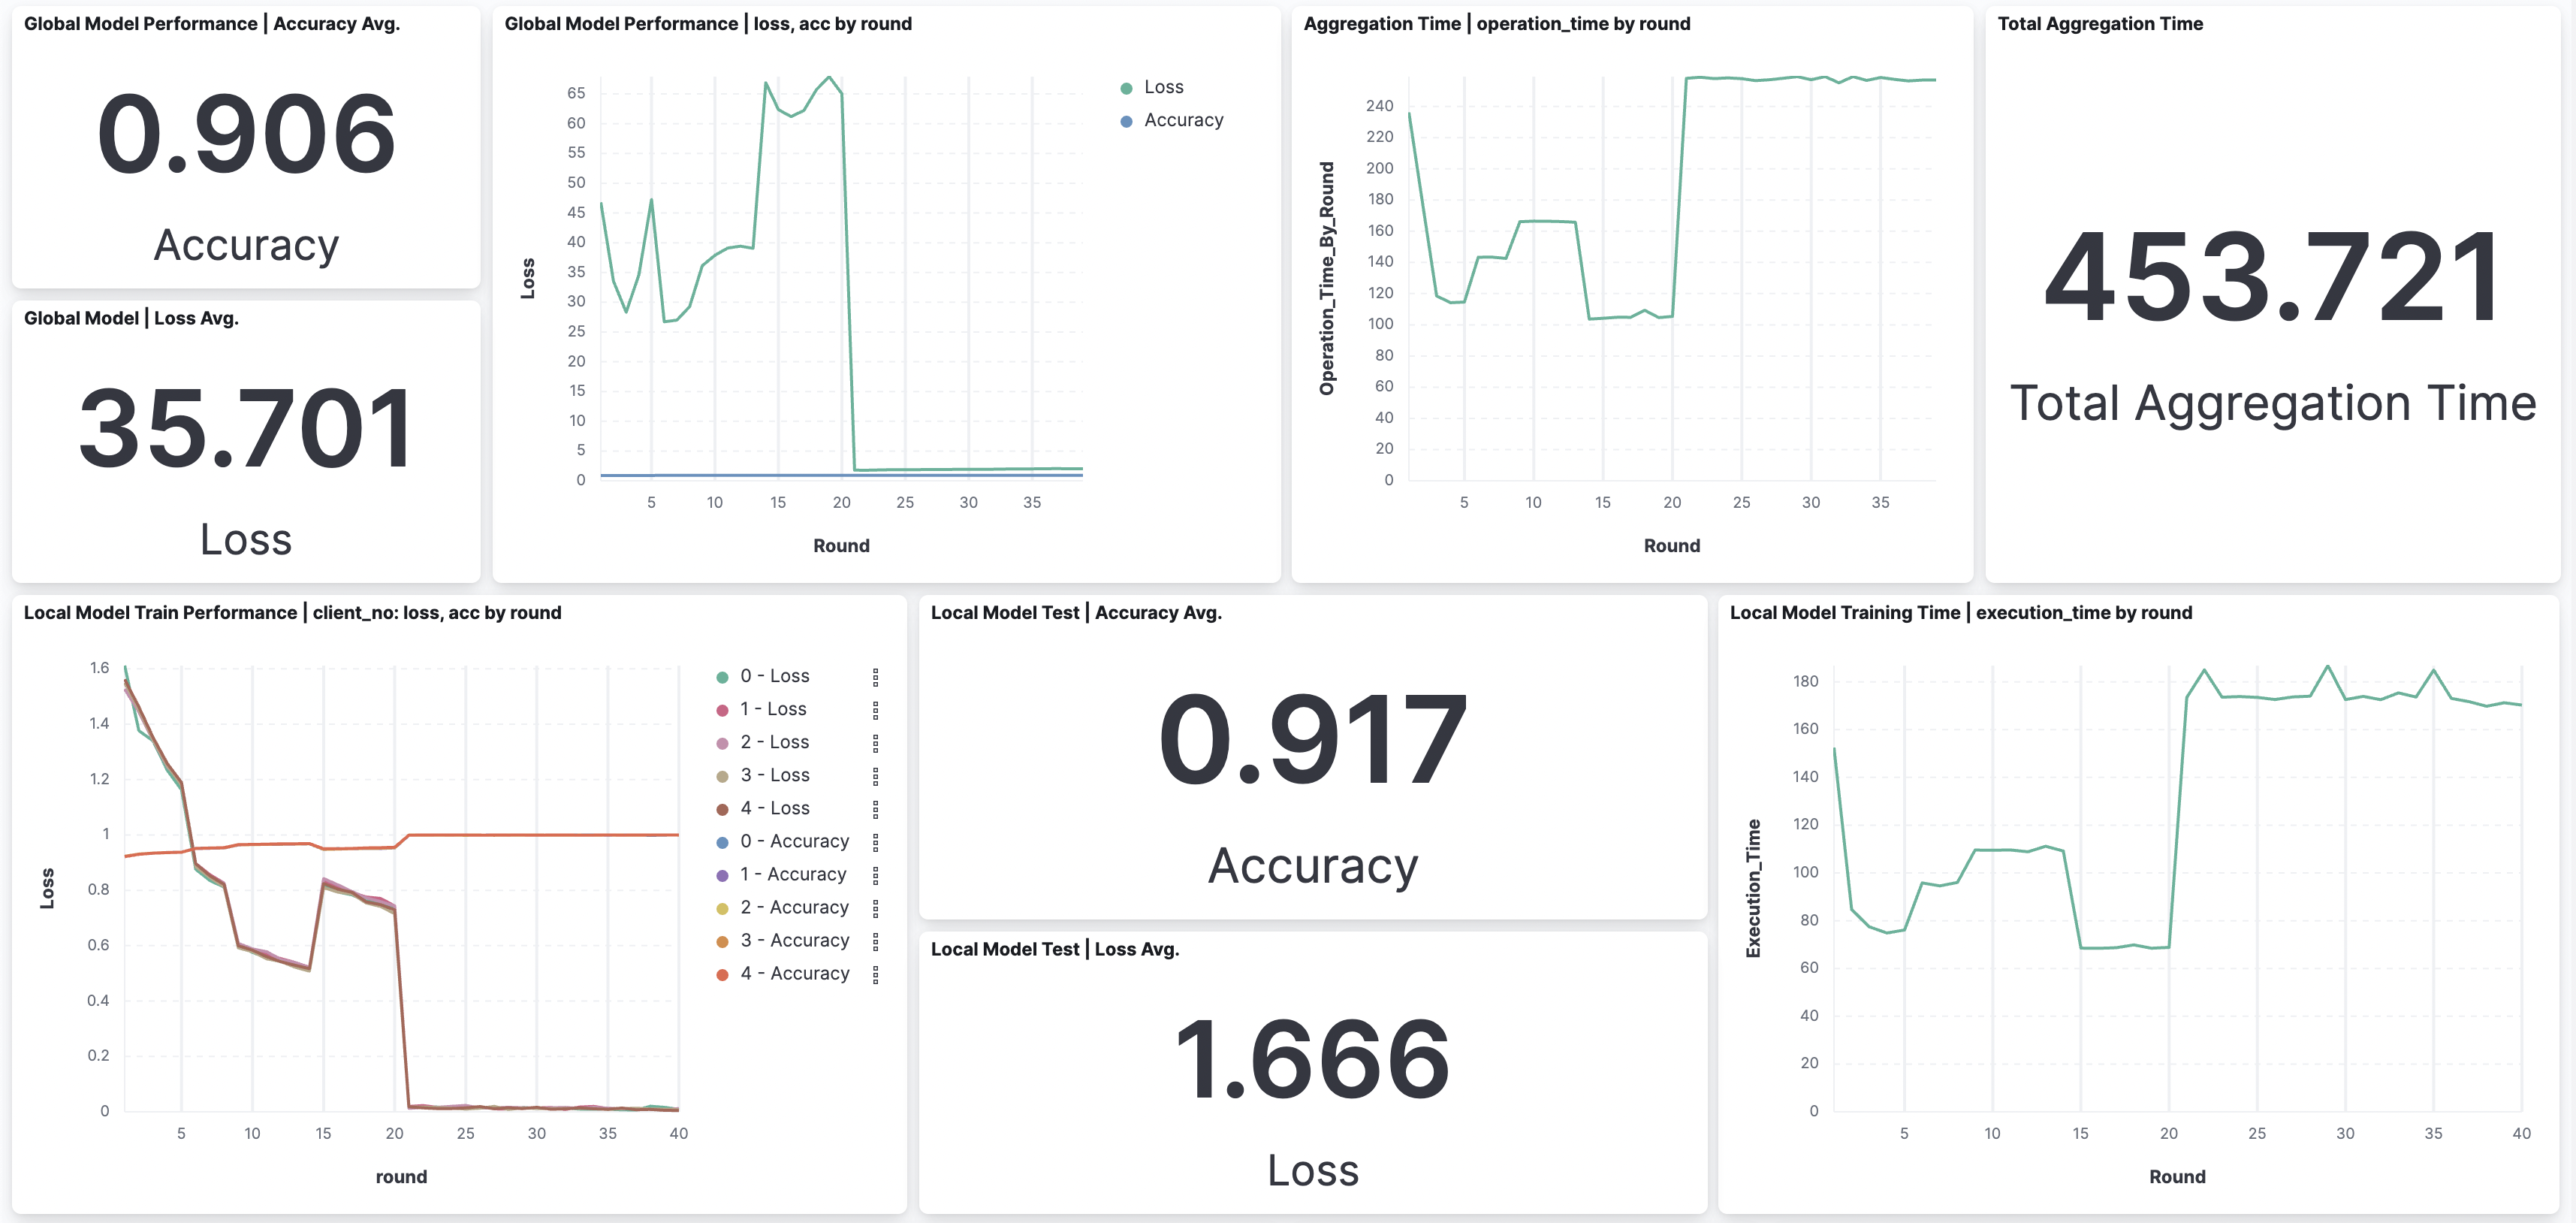 Global Model Performance | Accuracy Avg.
0.906
Accuracy
Global Model | Loss Avg.
35.701
Loss
Global Model Performance | loss, acc by round
Loss
65
60
55
50
45
40
35
30
25
20
15
10
5
0
5 10 15 20 25 30 35
Round
Loss
Accuracy
Aggregation Time | operation_time by round
Operation_Time_By_Round
240
220
200
180
160
140
120
100
80
60
40
20
0
5 10 15 20 25 30 35
Round
Total Aggregation Time
453.721
Total Aggregation Time
Local Model Train Performance | client_no: loss, acc by round
Loss
1.6
1.4
1.2
1
0.8
0.6
0.4
0.2
0
5 10 15 20 25 30 35 40
round
0 - Loss
1 - Loss
2 - Loss
3 - Loss
4 - Loss
0 - Accuracy
1 - Accuracy
2 - Accuracy
3 - Accuracy
4 - Accuracy
Local Model Test | Accuracy Avg.
0.917
Accuracy
Local Model Test | Loss Avg.
1.666
Loss
Local Model Training Time | execution_time by round
Execution_Time
180
160
140
120
100
80
60
40
20
0
5 10 15 20 25 30 35 40
Round